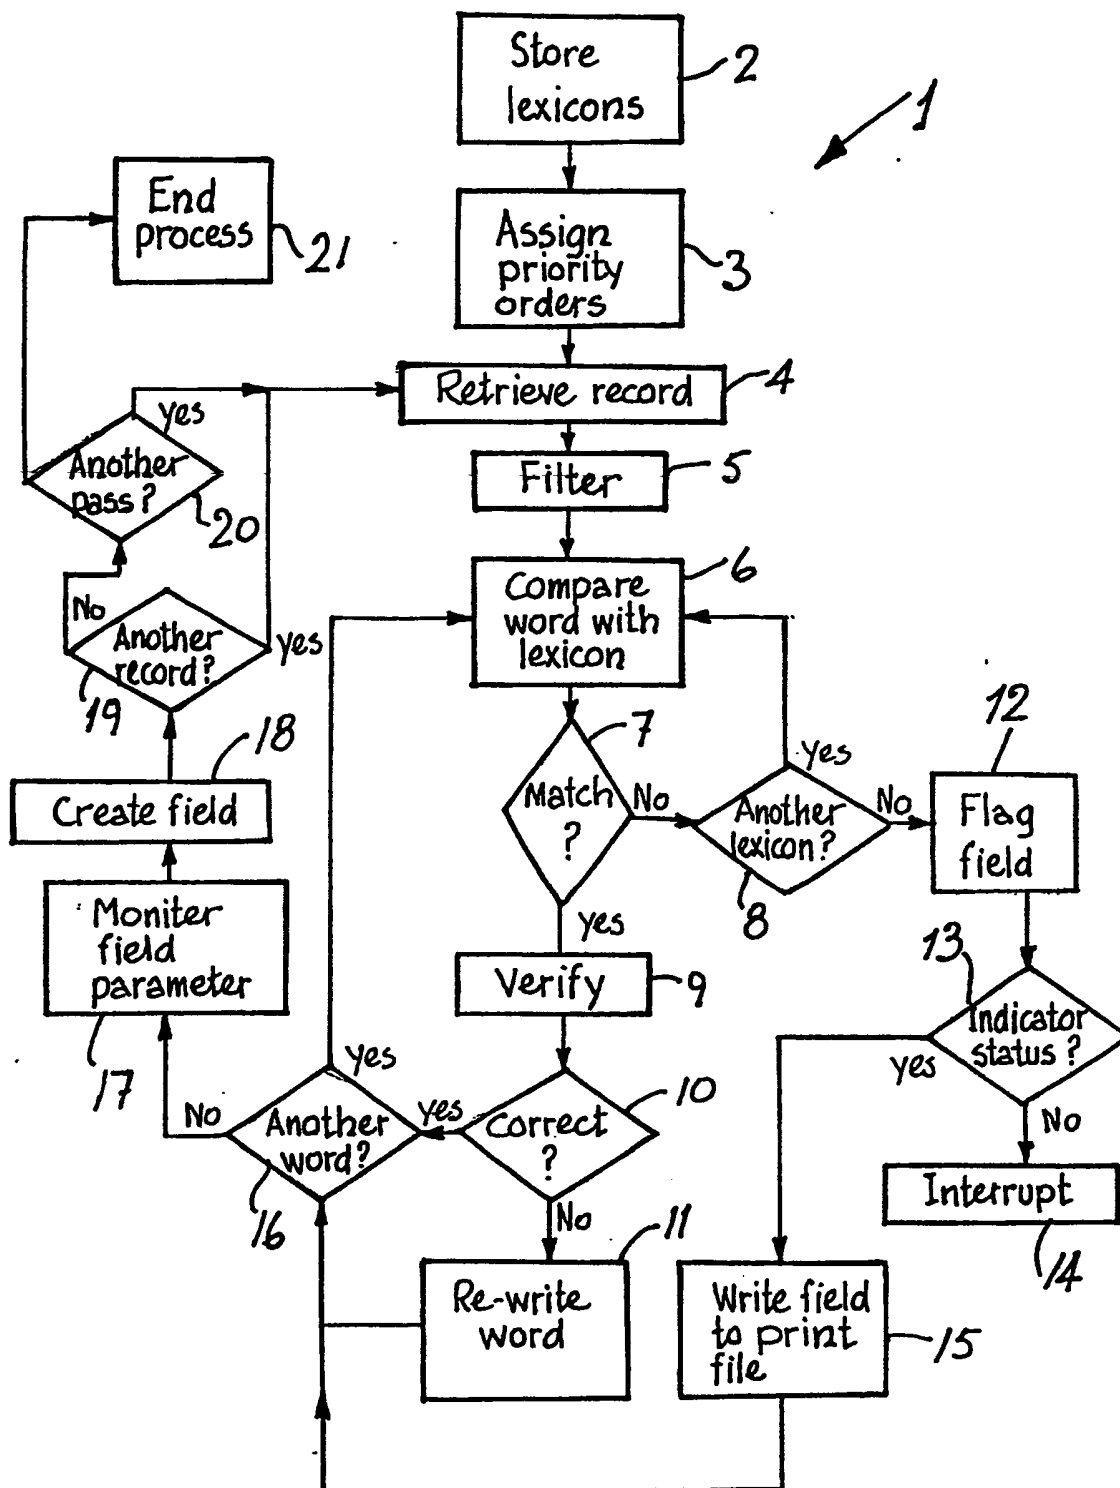 Store
lexicons
2
1
Assign
priority
orders
3
End
process
21
Retrieve record
4
yes
Another
pass?
20
Filter
5
Compare
word with
lexicon
6
No
Another
record?
yes
19
7
Match
?
No
yes
Another
lexicon?
8
yes
No
12
Flag
field
18
Create field
Moniter
field
parameter
17
Verify
9
13
Indicator
status?
yes
No
Interrupt
14
yes
No
Another
word?
16
yes
Correct
?
10
No
11
Re-write
word
Write field
to print
file
15